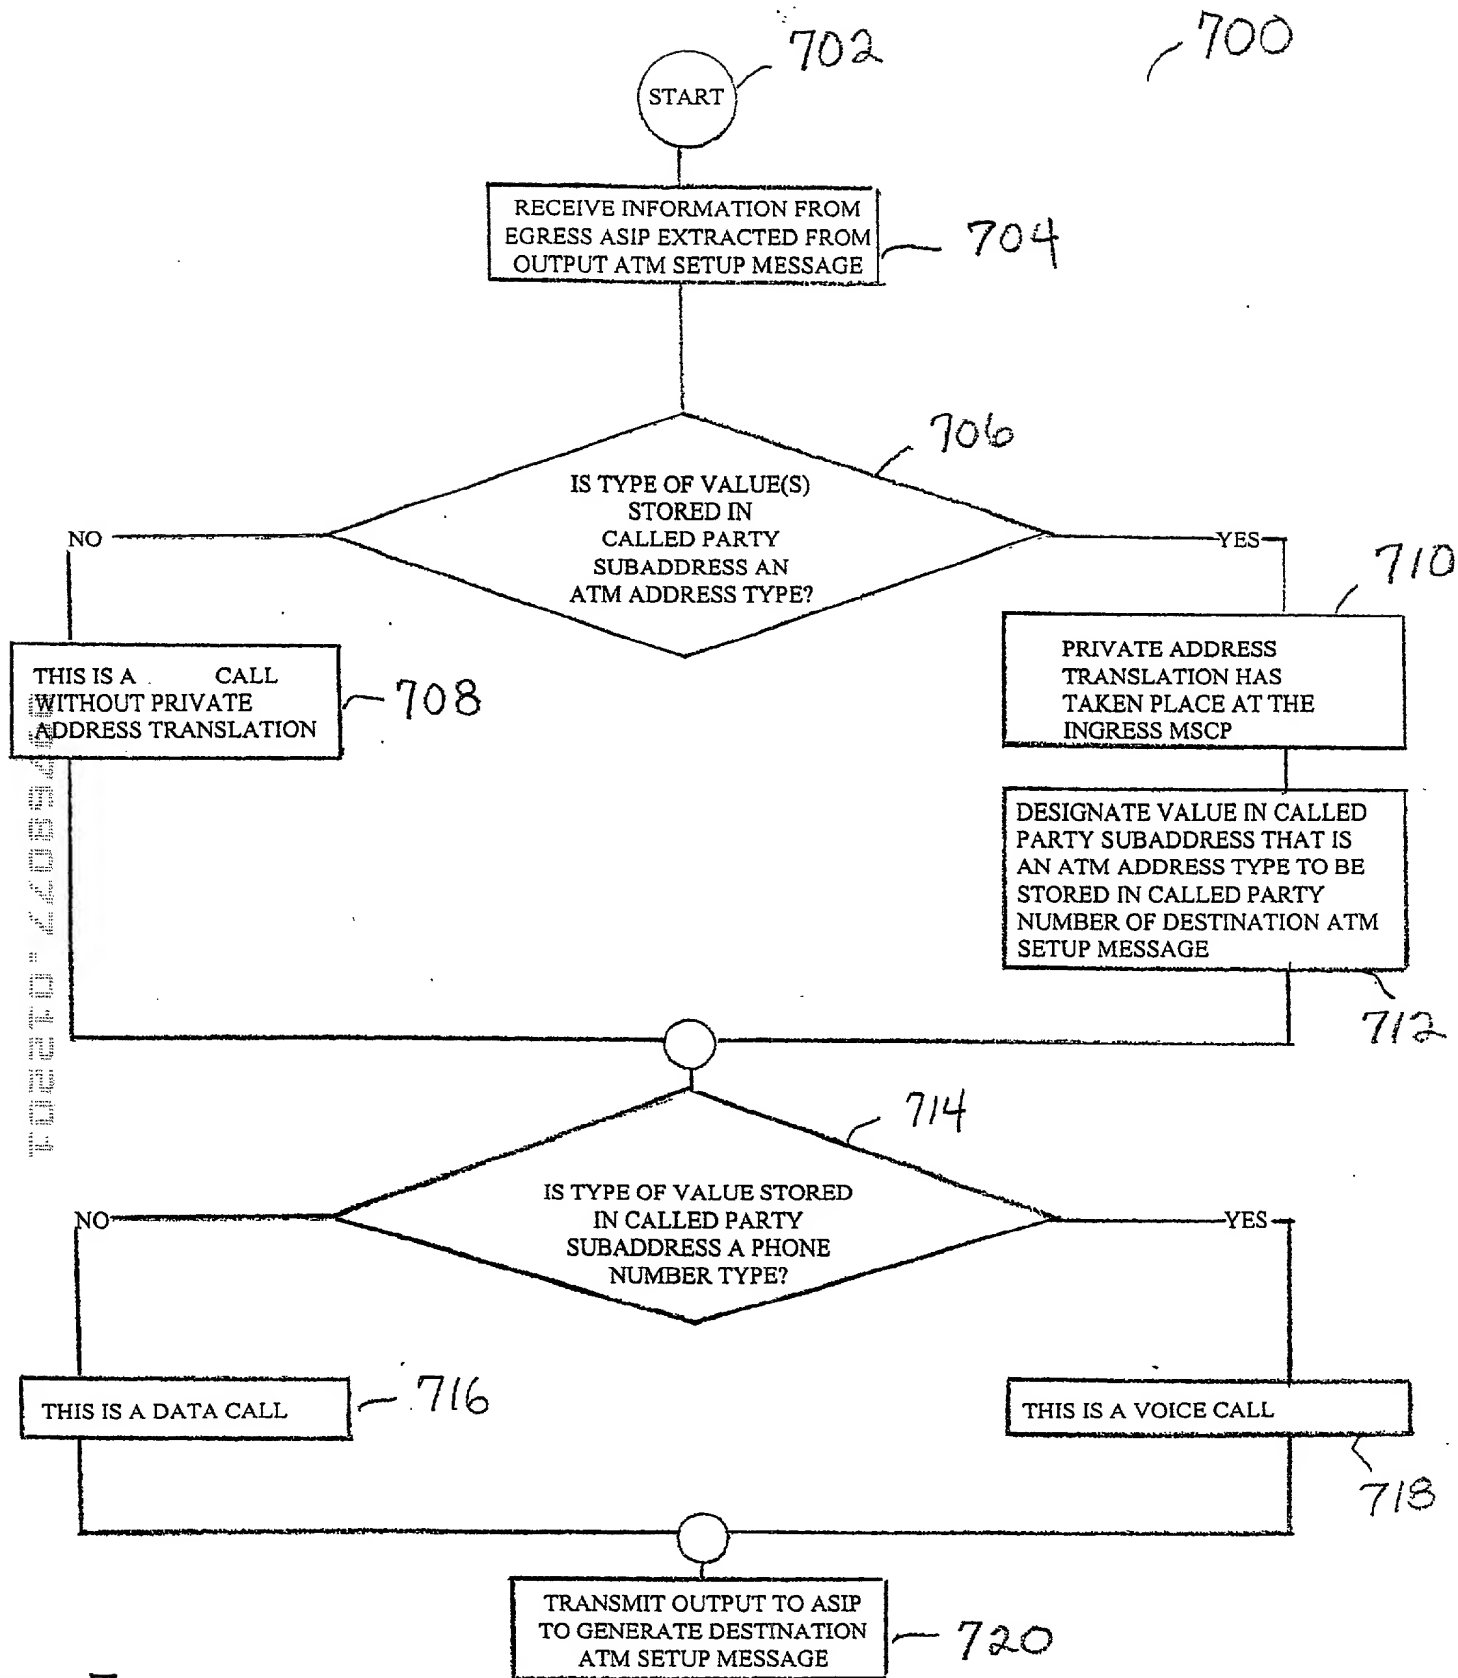 702
700
START
RECEIVE INFORMATION FROM
EGRESS ASIP EXTRACTED FROM
OUTPUT ATM SETUP MESSAGE
704
706
IS TYPE OF VALUE(S)
STORED IN
CALLED PARTY
SUBADDRESS AN
ATM ADDRESS TYPE?
NO
YES
710
THIS IS A CALL
WITHOUT PRIVATE
ADDRESS TRANSLATION
708
PRIVATE ADDRESS
TRANSLATION HAS
TAKEN PLACE AT THE
INGRESS MSCP
DESIGNATE VALUE IN CALLED
PARTY SUBADDRESS THAT IS
AN ATM ADDRESS TYPE TO BE
STORED IN CALLED PARTY
NUMBER OF DESTINATION ATM
SETUP MESSAGE
712
714
IS TYPE OF VALUE STORED
IN CALLED PARTY
SUBADDRESS A PHONE
NUMBER TYPE?
NO
YES
THIS IS A DATA CALL
716
THIS IS A VOICE CALL
718
TRANSMIT OUTPUT TO ASIP
TO GENERATE DESTINATION
ATM SETUP MESSAGE
720